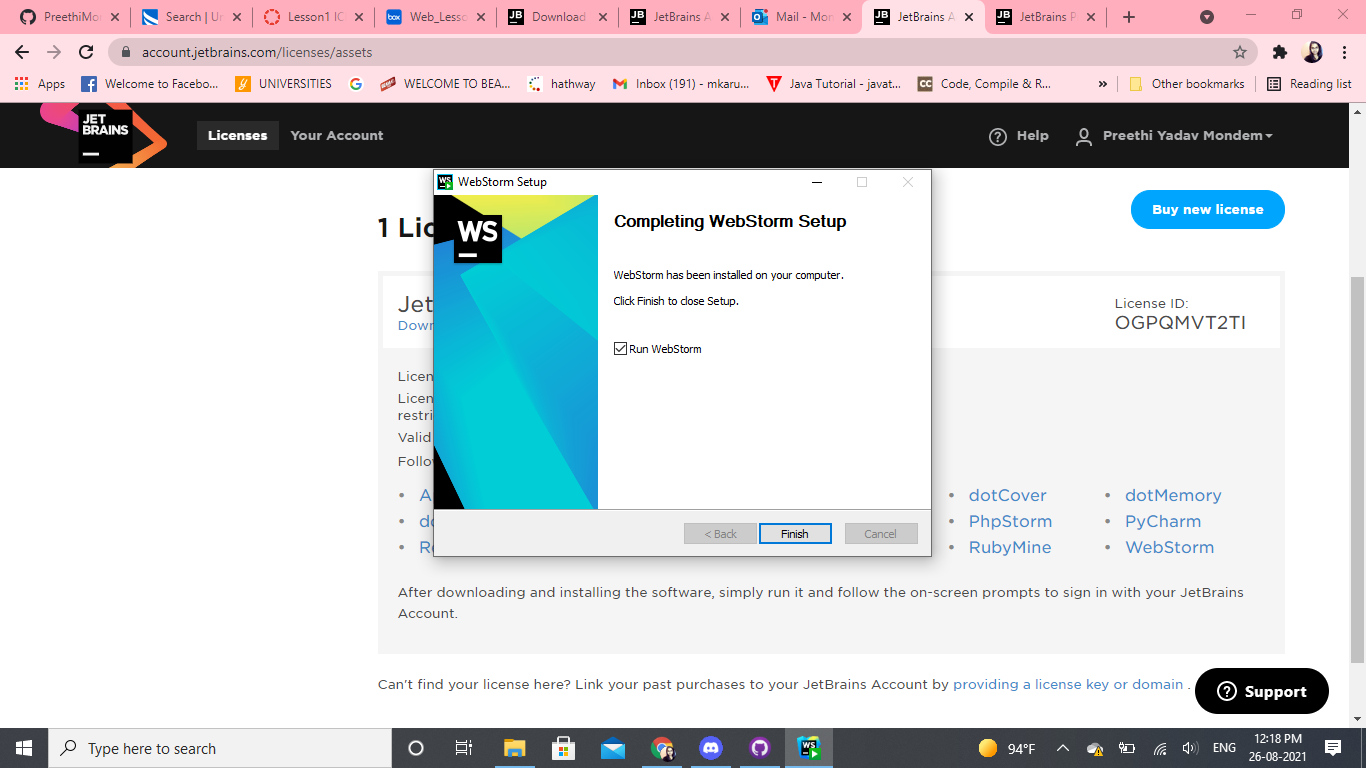 PreethiMo
Search | Un
Lesson1 IC
Web_Lesso
Download
JetBrains A
Mail - Mon
JetBrains A
JetBrains P
account.jetbrains.com/licenses/assets
Apps
Welcome to Facebo...
UNIVERSITIES
WELCOME TO BEA...
hathway
Inbox (191) - mkaru...
Java Tutorial - javat...
Code, Compile & R...
»
Other bookmarks
Reading list
JET
BRAINS
Licenses
Your Account
Help
Preethi Yadav Mondem
WebStorm Setup
Buy new license
1 Lic
WS
Completing WebStorm Setup
WebStorm has been installed on your computer.
Click Finish to close Setup.
Run WebStorm
Jet
Down
License ID:
OGPQMVT2TI
Licen
Licen
restri
Valid
Follo
• A
• dotCover
• dotMemory
• do
• PhpStorm
• PyCharm
• Ru
• RubyMine
• WebStorm
< Back
Finish
Cancel
After downloading and installing the software, simply run it and follow the on-screen prompts to sign in with your JetBrains
Account.
Can't find your license here? Link your past purchases to your JetBrains Account by providing a license key or domain .
Support
Type here to search
94°F
ENG
12:18 PM
26-08-2021